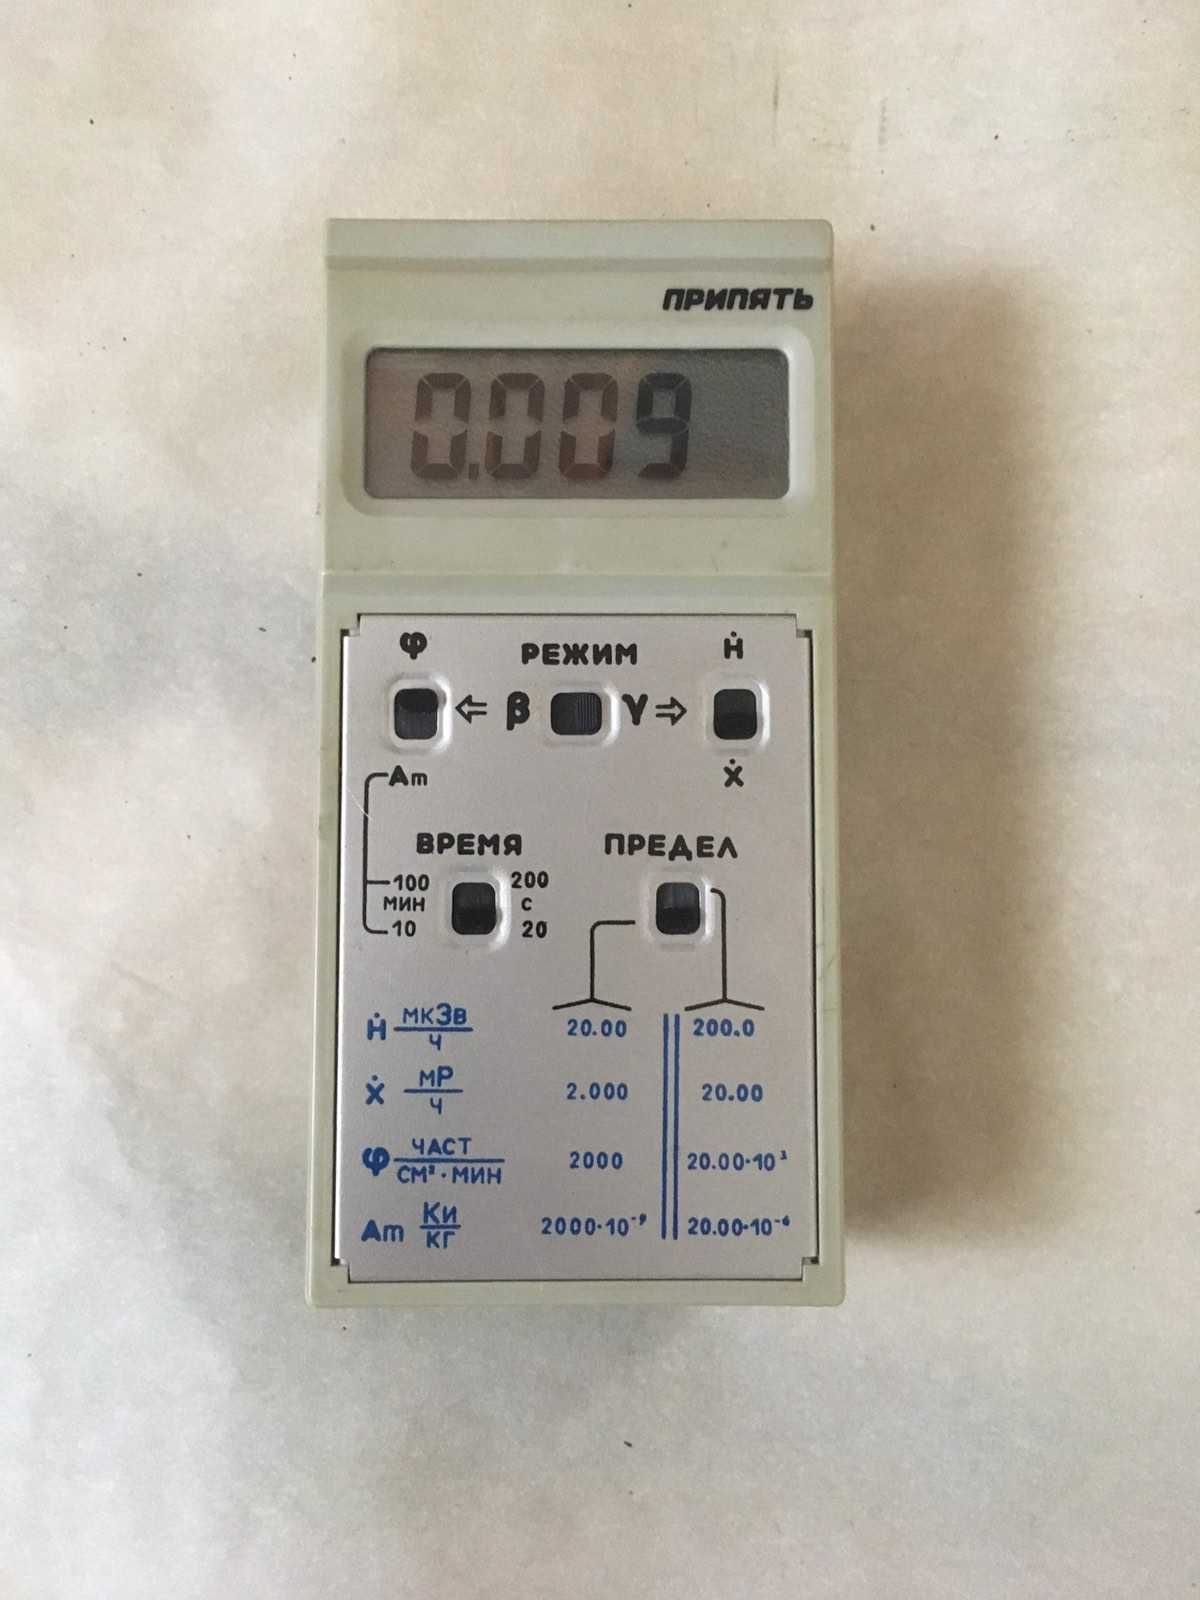 ПРИПЯТЬ
0.009
φ РЕЖИМ Ḣ
⇦ β γ ⇨
Am Ẋ
ВРЕМЯ ПРЕДЕЛ
100 200
МИН с
10 20
Ḣ мкЗв/ч 20.00 200.0
Ẋ мР/ч 2.000 20.00
φ ЧАСТ/СМ²·МИН 2000 20.00·10³
Am Ки/КГ 2000·10⁻⁹ 20.00·10⁻⁶